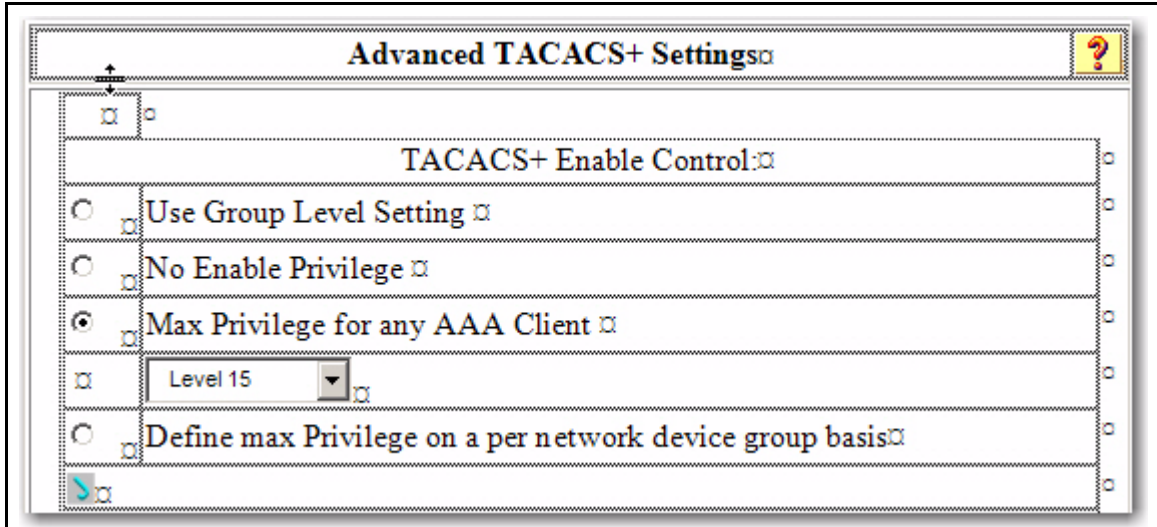 Advanced TACACS+ Settings¤
?
¤ ¤
TACACS+ Enable Control:¤ ¤
¤ Use Group Level Setting ¤ ¤
¤ No Enable Privilege ¤ ¤
¤ Max Privilege for any AAA Client ¤ ¤
¤ Level 15 ¤ ¤
¤ Define max Privilege on a per network device group basis¤ ¤
¤ ¤